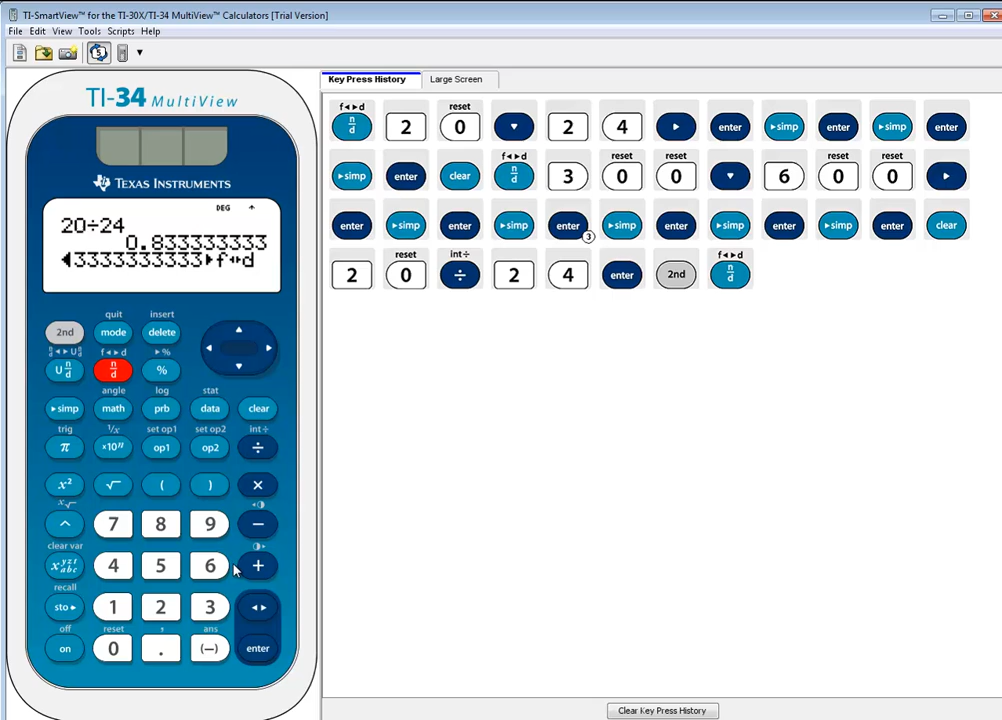 TI-SmartView™ for the TI-30X/TI-34 MultiView™ Calculators [Trial Version]
File Edit View Tools Scripts Help
Key Press History Large Screen
TI-34 MultiView
TEXAS INSTRUMENTS
DEG
20÷24
0.833333333
◄3333333333►f◄►d
quit insert
2nd mode delete
n/d ◄► U n/d f◄►d ►%
U n/d n/d %
angle log stat
►simp math prb data clear
trig 1/x set op1 set op2 int÷
π ×10ⁿ op1 op2 ÷
x² √ ( ) ×
x√
^ 7 8 9 −
clear var
x yzt abc 4 5 6 +
recall
sto► 1 2 3 ◄►
off reset , ans
on 0 . (−) enter
f◄►d reset
n/d 2 0 ▼ 2 4 ► enter ►simp enter ►simp enter
f◄►d reset reset reset reset
►simp enter clear n/d 3 0 0 ▼ 6 0 0 ►
enter ►simp enter ►simp enter 3 ►simp enter ►simp enter ►simp enter clear
reset int÷ f◄►d
2 0 ÷ 2 4 enter 2nd n/d
Clear Key Press History